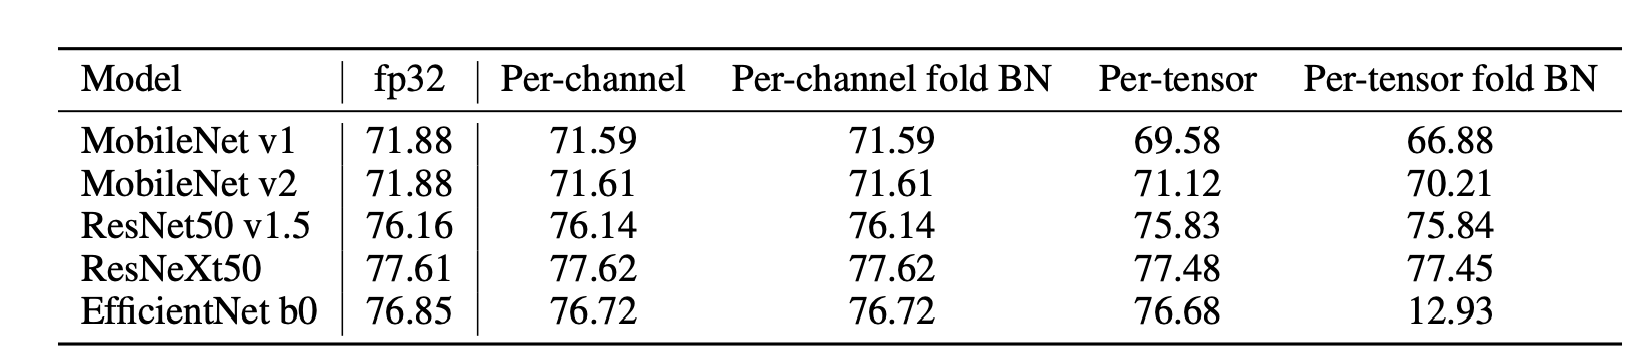 Model fp32 Per-channel Per-channel fold BN Per-tensor Per-tensor fold BN
MobileNet v1 71.88 71.59 71.59 69.58 66.88
MobileNet v2 71.88 71.61 71.61 71.12 70.21
ResNet50 v1.5 76.16 76.14 76.14 75.83 75.84
ResNeXt50 77.61 77.62 77.62 77.48 77.45
EfficientNet b0 76.85 76.72 76.72 76.68 12.93